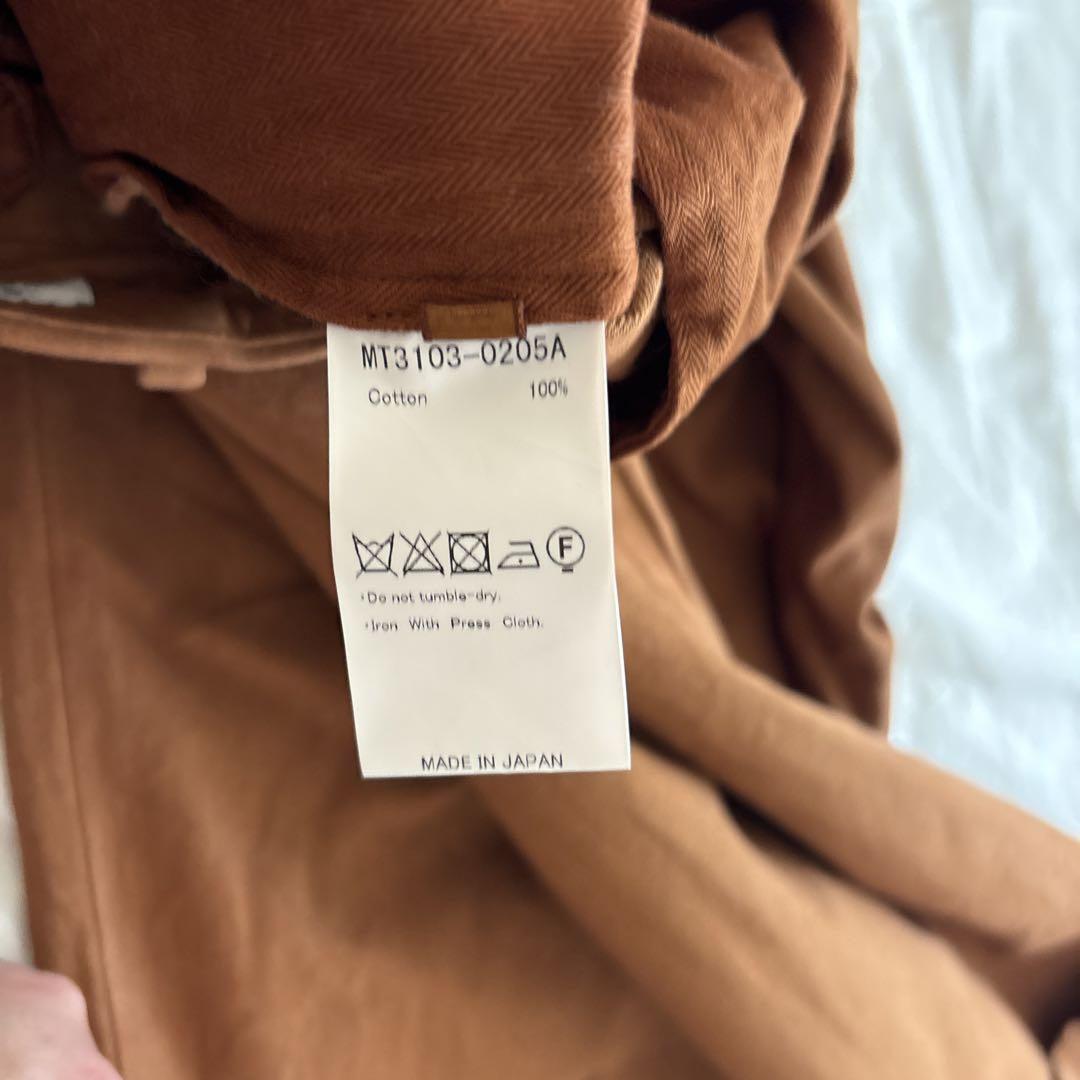 MT3103-0205A
Cotton 100%
F
・Do not tumble-dry.
・Iron With Press Cloth.
MADE IN JAPAN